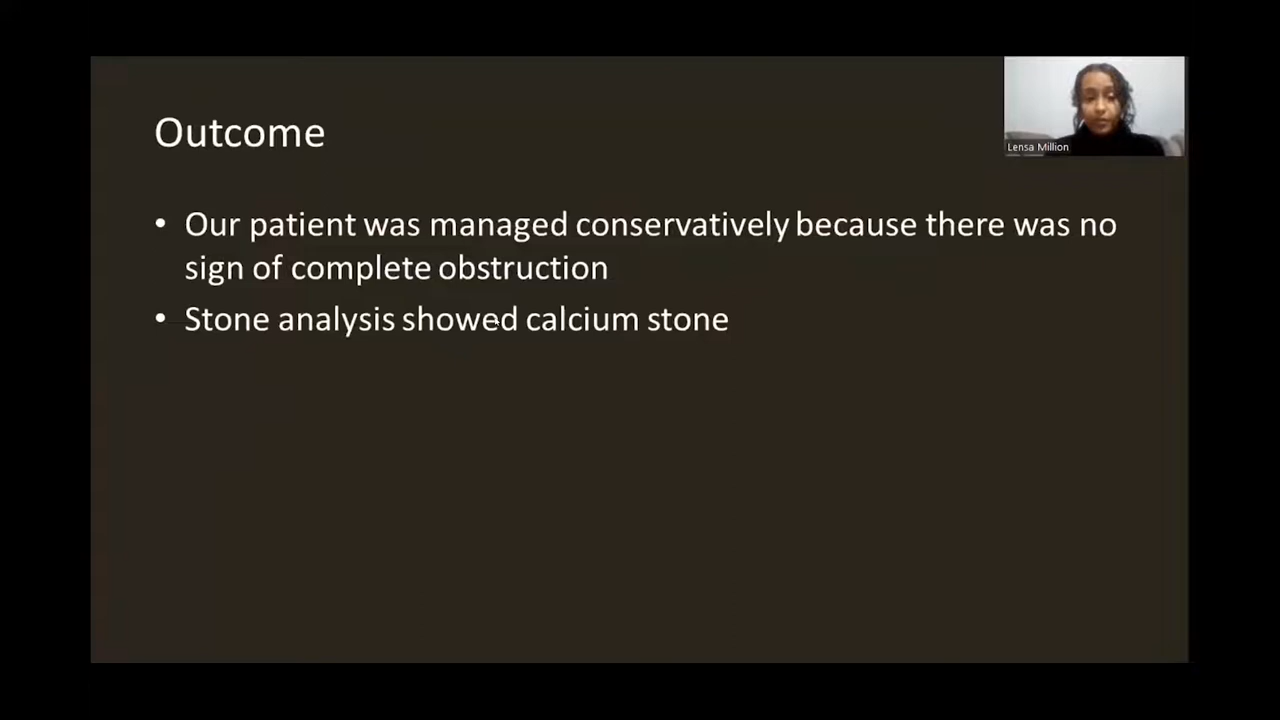 Outcome
Lensa Million
• Our patient was managed conservatively because there was no
sign of complete obstruction
• Stone analysis showed calcium stone